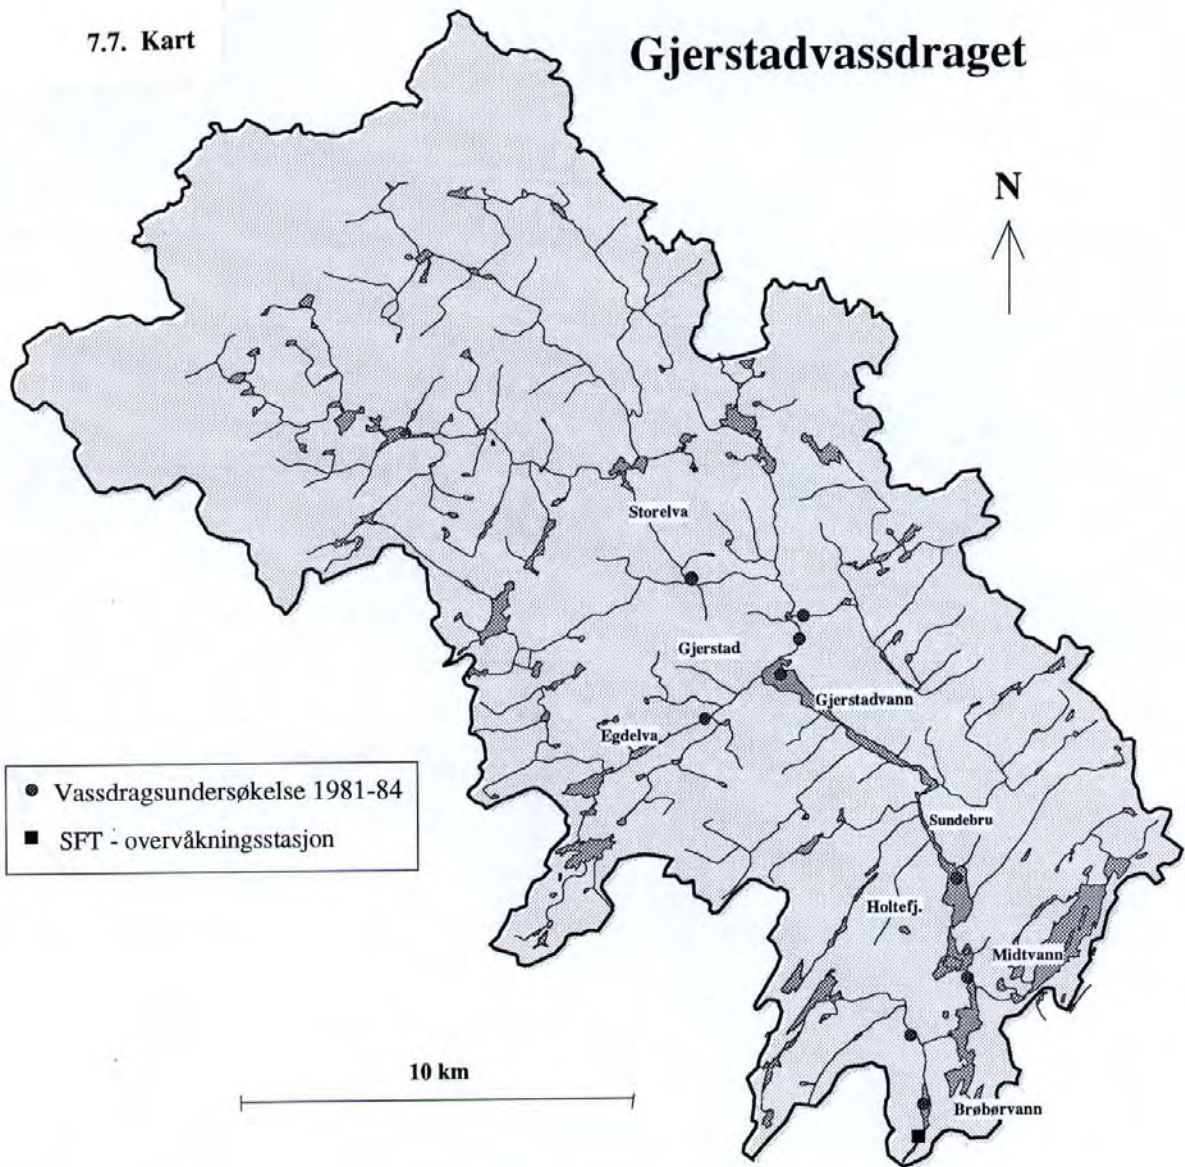 7.7. Kart
Gjerstadvassdraget
N
Storelva
Gjerstad
Gjerstadvann
Egdelva
Vassdragsundersøkelse 1981-84
SFT - overvåkningsstasjon
Sundebru
Holtefj.
Midtvann
10 km
Brøbørvann